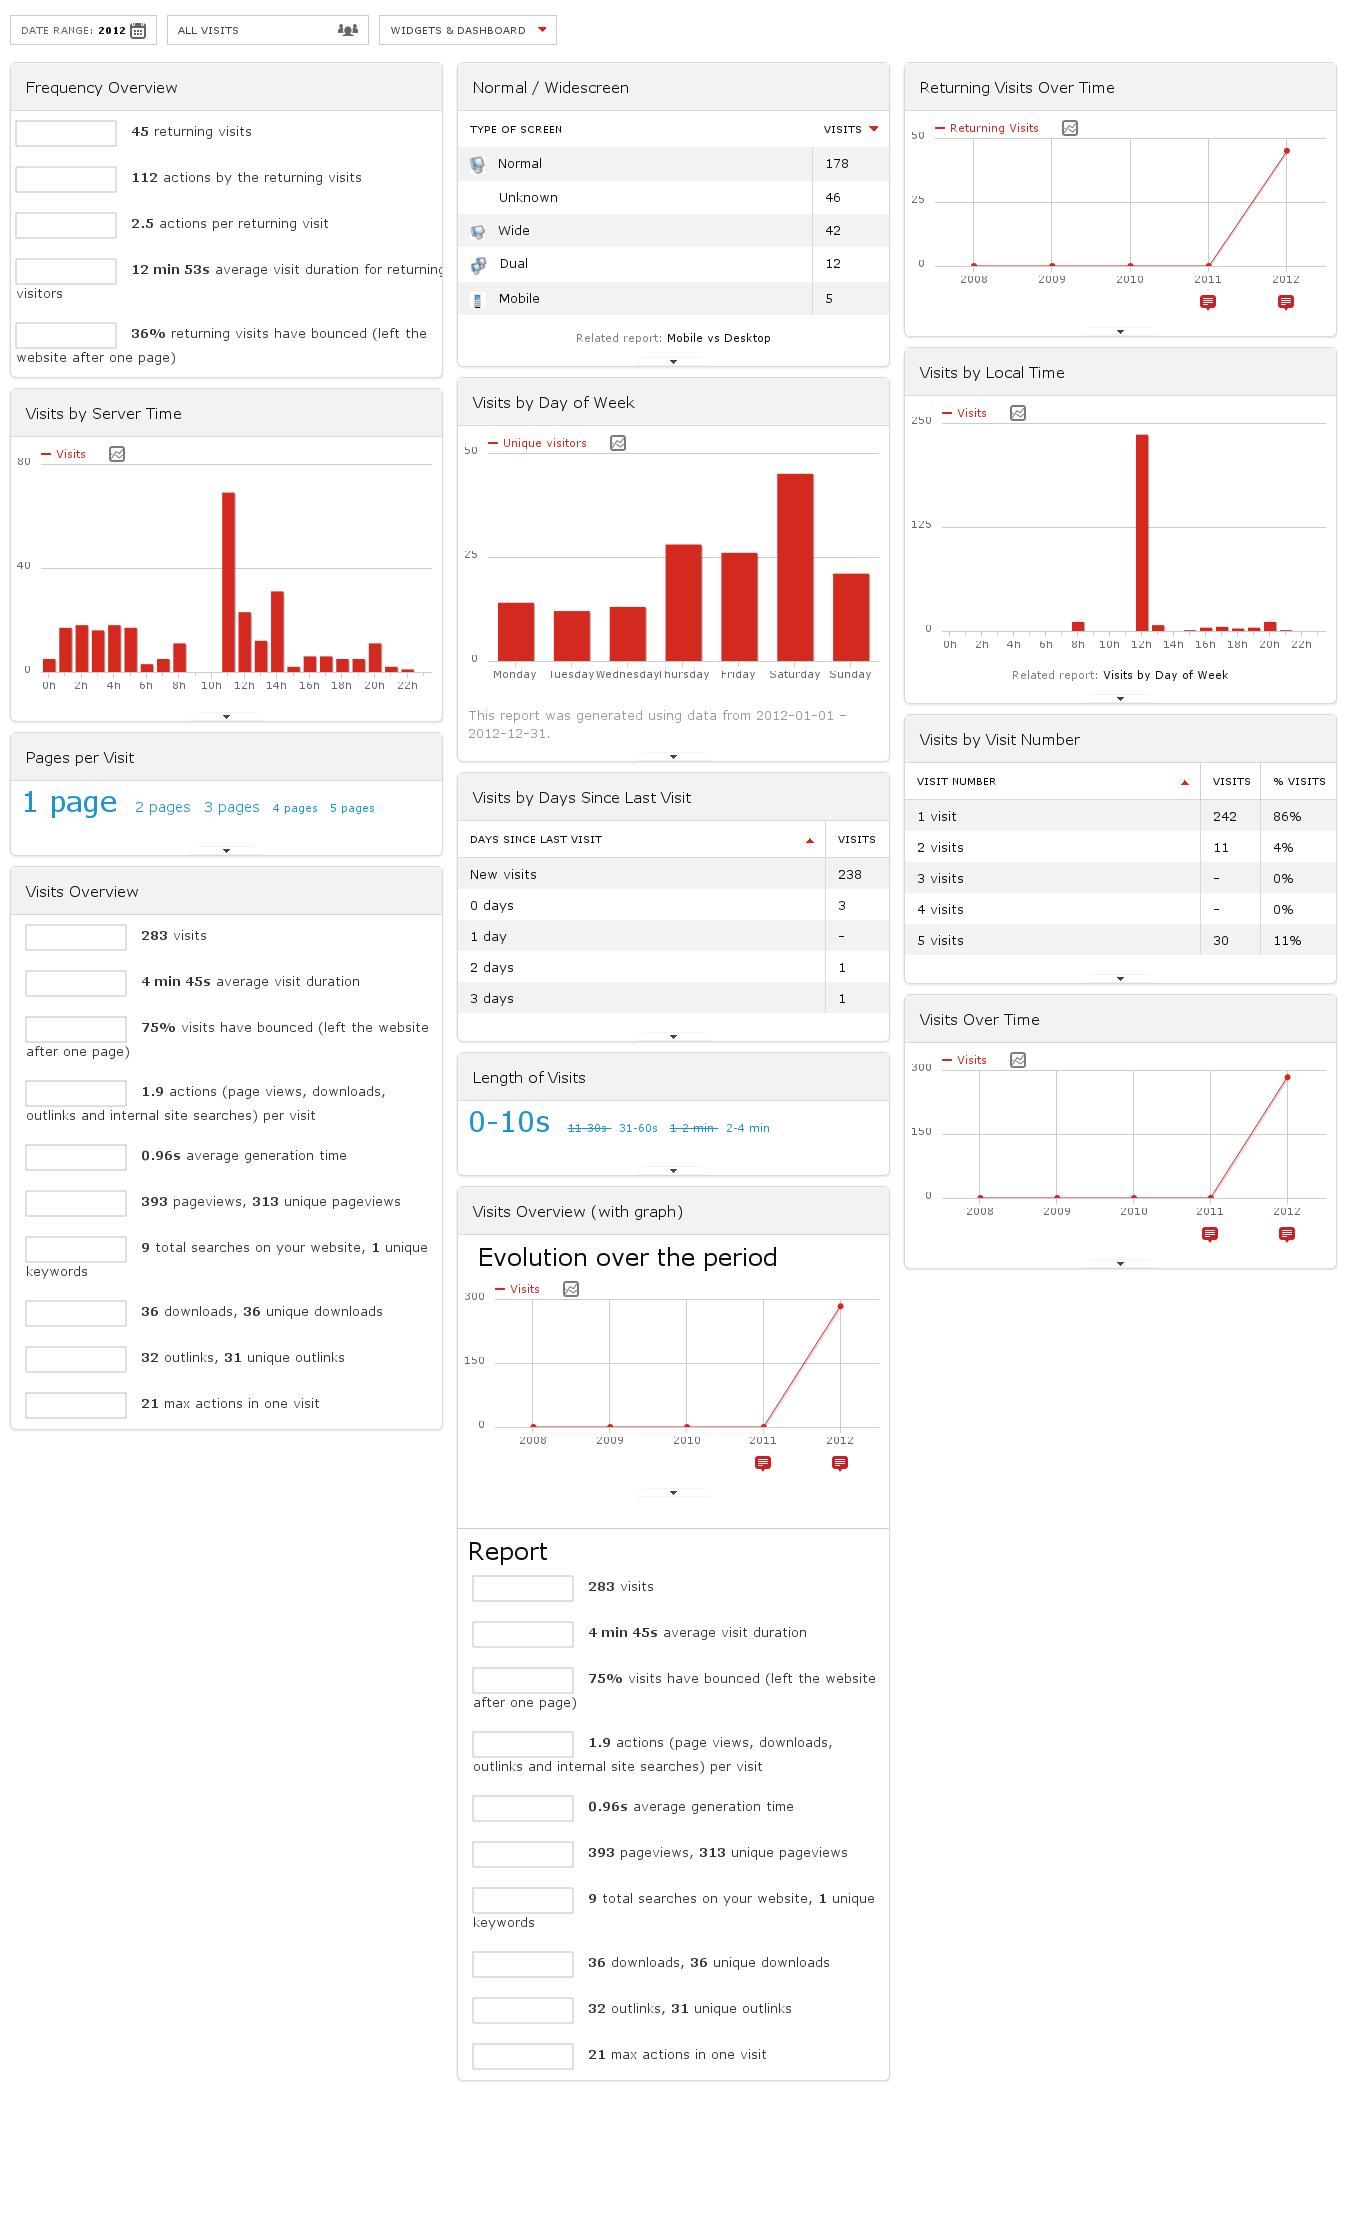 DATE RANGE: 2012
ALL VISITS
WIDGETS & DASHBOARD
Frequency Overview
45 returning visits
112 actions by the returning visits
2.5 actions per returning visit
12 min 53s average visit duration for returning
visitors
36% returning visits have bounced (left the
website after one page)
Visits by Server Time
Visits
80
40
0
0h 2h 4h 6h 8h 10h 12h 14h 16h 18h 20h 22h
Pages per Visit
1 page 2 pages 3 pages 4 pages 5 pages
Visits Overview
283 visits
4 min 45s average visit duration
75% visits have bounced (left the website
after one page)
1.9 actions (page views, downloads,
outlinks and internal site searches) per visit
0.96s average generation time
393 pageviews, 313 unique pageviews
9 total searches on your website, 1 unique
keywords
36 downloads, 36 unique downloads
32 outlinks, 31 unique outlinks
21 max actions in one visit
Normal / Widescreen
TYPE OF SCREEN VISITS
Normal 178
Unknown 46
Wide 42
Dual 12
Mobile 5
Related report: Mobile vs Desktop
Visits by Day of Week
Unique visitors
50
25
0
Monday Tuesday Wednesday Thursday Friday Saturday Sunday
This report was generated using data from 2012-01-01 –
2012-12-31.
Visits by Days Since Last Visit
DAYS SINCE LAST VISIT VISITS
New visits 238
0 days 3
1 day -
2 days 1
3 days 1
Length of Visits
0-10s 11-30s 31-60s 1-2 min 2-4 min
Visits Overview (with graph)
Evolution over the period
Visits
300
150
0
2008 2009 2010 2011 2012
Report
283 visits
4 min 45s average visit duration
75% visits have bounced (left the website
after one page)
1.9 actions (page views, downloads,
outlinks and internal site searches) per visit
0.96s average generation time
393 pageviews, 313 unique pageviews
9 total searches on your website, 1 unique
keywords
36 downloads, 36 unique downloads
32 outlinks, 31 unique outlinks
21 max actions in one visit
Returning Visits Over Time
Returning Visits
50
25
0
2008 2009 2010 2011 2012
Visits by Local Time
Visits
250
125
0
0h 2h 4h 6h 8h 10h 12h 14h 16h 18h 20h 22h
Related report: Visits by Day of Week
Visits by Visit Number
VISIT NUMBER VISITS % VISITS
1 visit 242 86%
2 visits 11 4%
3 visits - 0%
4 visits - 0%
5 visits 30 11%
Visits Over Time
Visits
300
150
0
2008 2009 2010 2011 2012